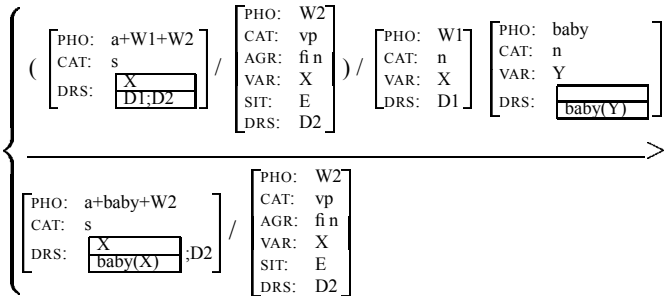 ( [ PHO: a+W1+W2 CAT: s DRS: X D1;D2 ] / [ PHO: W2 CAT: vp AGR: fin VAR: X SIT: E DRS: D2 ] ) / [ PHO: W1 CAT: n VAR: X DRS: D1 ] [ PHO: baby CAT: n VAR: Y DRS: baby(Y) ]
>
[ PHO: a+baby+W2 CAT: s DRS: X baby(X) ;D2 ] / [ PHO: W2 CAT: vp AGR: fin VAR: X SIT: E DRS: D2 ]